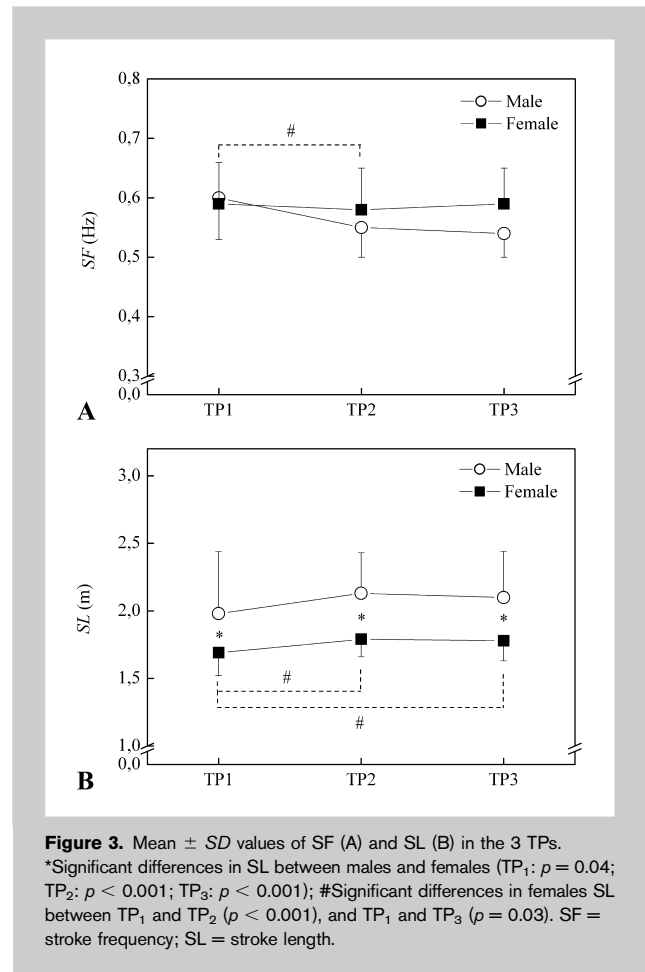 0,8
0,7
0,6
0,5
0,4
0,3
0,0
SF (Hz)
Male
Female
#
A
TP1 TP2 TP3
3,0
2,5
2,0
1,5
1,0
0,0
SL (m)
Male
Female
* * *
#
#
B
TP1 TP2 TP3
Figure 3. Mean ± SD values of SF (A) and SL (B) in the 3 TPs.
*Significant differences in SL between males and females (TP₁: p = 0.04;
TP₂: p < 0.001; TP₃: p < 0.001); #Significant differences in females SL
between TP₁ and TP₂ (p < 0.001), and TP₁ and TP₃ (p = 0.03). SF =
stroke frequency; SL = stroke length.